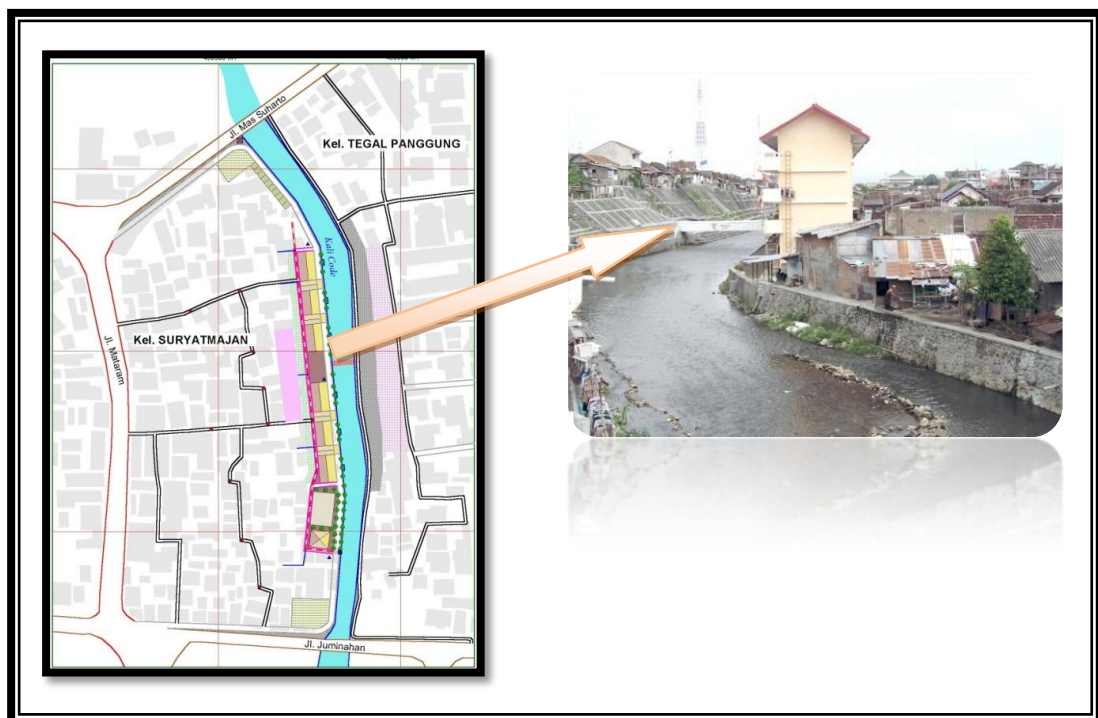 Jl. Mas Suharto
Kel. TEGAL PANGGUNG
Kali Code
Kel. SURYATMAJAN
Jl. Mataram
Jl. Juminahan